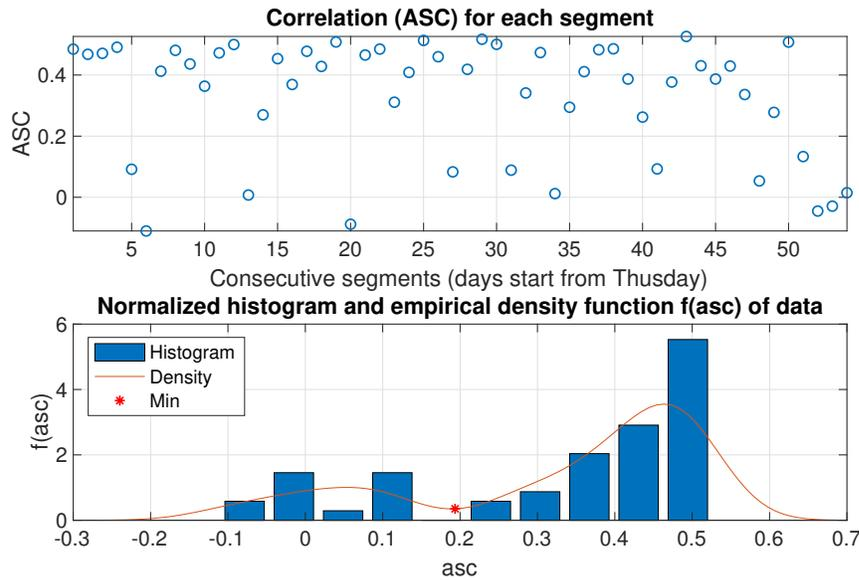 Correlation (ASC) for each segment
0.4
0.2
0
ASC
5 10 15 20 25 30 35 40 45 50
Consecutive segments (days start from Thusday)
Normalized histogram and empirical density function f(asc) of data
6
4
2
0
f(asc)
Histogram
Density
Min
-0.3 -0.2 -0.1 0 0.1 0.2 0.3 0.4 0.5 0.6 0.7
asc